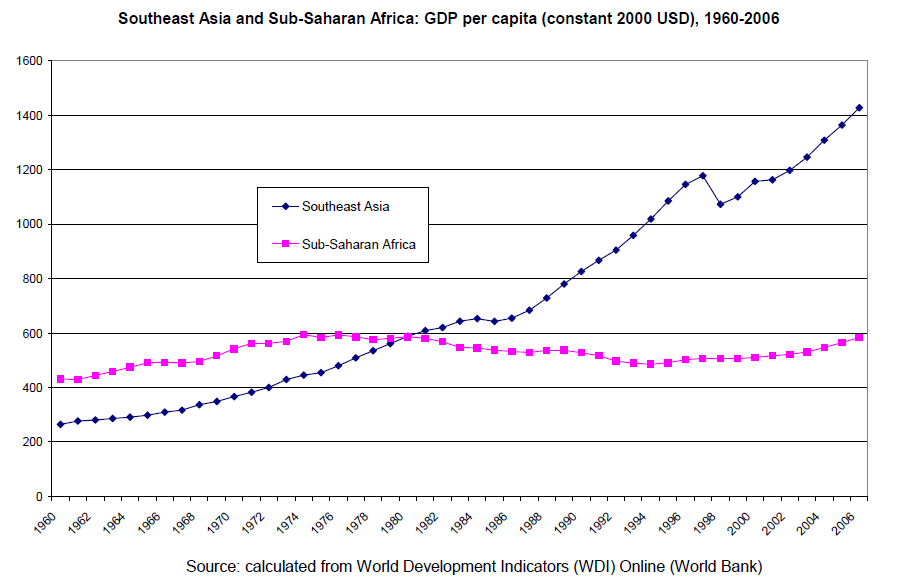 Southeast Asia and Sub-Saharan Africa: GDP per capita (constant 2000 USD), 1960-2006
1600
1400
1200
1000
800
600
400
200
0
Southeast Asia
Sub-Saharan Africa
1960 1962 1964 1966 1968 1970 1972 1974 1976 1978 1980 1982 1984 1986 1988 1990 1992 1994 1996 1998 2000 2002 2004 2006
Source: calculated from World Development Indicators (WDI) Online (World Bank)